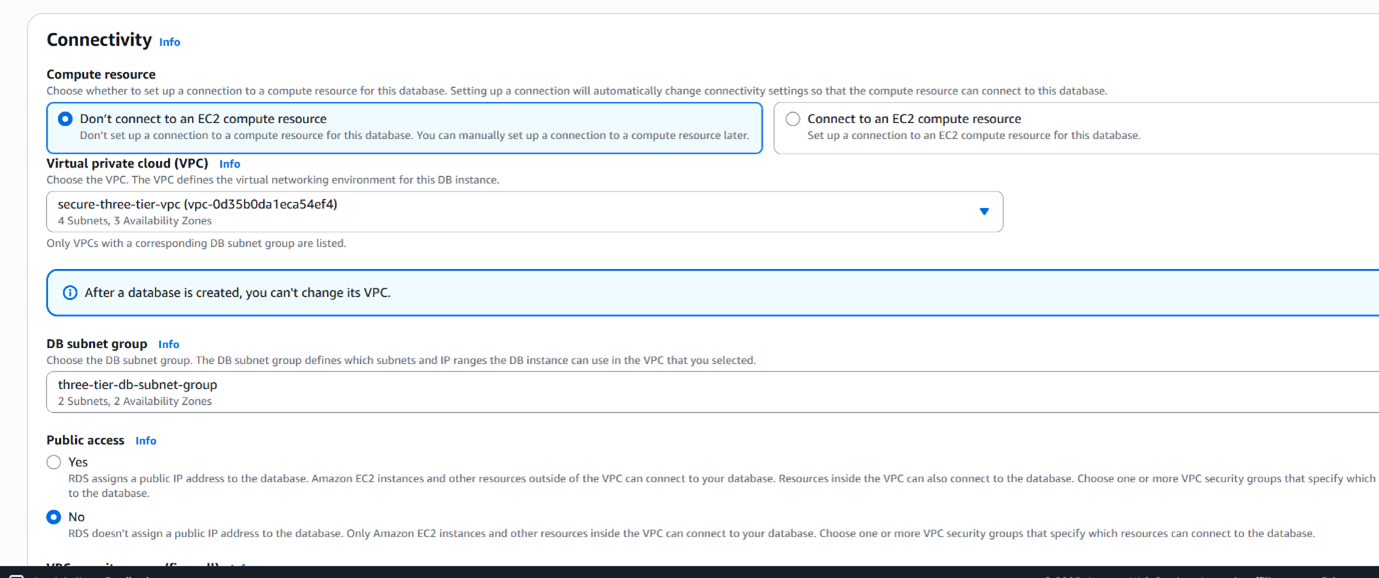 Connectivity Info
Compute resource
Choose whether to set up a connection to a compute resource for this database. Setting up a connection will automatically change connectivity settings so that the compute resource can connect to this database.
Don't connect to an EC2 compute resource
Don't set up a connection to a compute resource for this database. You can manually set up a connection to a compute resource later.
Connect to an EC2 compute resource
Set up a connection to an EC2 compute resource for this database.
Virtual private cloud (VPC) Info
Choose the VPC. The VPC defines the virtual networking environment for this DB instance.
secure-three-tier-vpc (vpc-0d35b0da1eca54ef4)
4 Subnets, 3 Availability Zones
Only VPCs with a corresponding DB subnet group are listed.
After a database is created, you can't change its VPC.
DB subnet group Info
Choose the DB subnet group. The DB subnet group defines which subnets and IP ranges the DB instance can use in the VPC that you selected.
three-tier-db-subnet-group
2 Subnets, 2 Availability Zones
Public access Info
Yes
RDS assigns a public IP address to the database. Amazon EC2 instances and other resources outside of the VPC can connect to your database. Resources inside the VPC can also connect to the database. Choose one or more VPC security groups that specify which
to the database.
No
RDS doesn't assign a public IP address to the database. Only Amazon EC2 instances and other resources inside the VPC can connect to your database. Choose one or more VPC security groups that specify which resources can connect to the database.